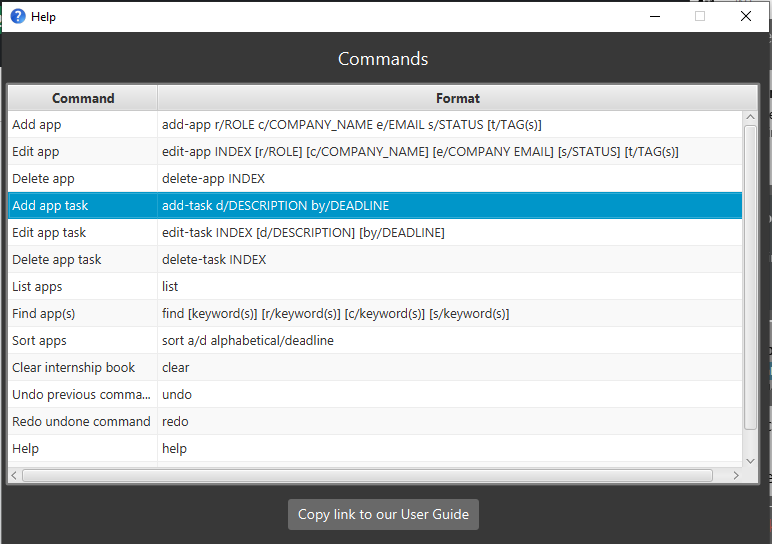 Help
Commands
Command Format
Add app add-app r/ROLE c/COMPANY_NAME e/EMAIL s/STATUS [t/TAG(s)]
Edit app edit-app INDEX [r/ROLE] [c/COMPANY_NAME] [e/COMPANY EMAIL] [s/STATUS] [t/TAG(s)]
Delete app delete-app INDEX
Add app task add-task d/DESCRIPTION by/DEADLINE
Edit app task edit-task INDEX [d/DESCRIPTION] [by/DEADLINE]
Delete app task delete-task INDEX
List apps list
Find app(s) find [keyword(s)] [r/keyword(s)] [c/keyword(s)] [s/keyword(s)]
Sort apps sort a/d alphabetical/deadline
Clear internship book clear
Undo previous comma... undo
Redo undone command redo
Help help
Copy link to our User Guide